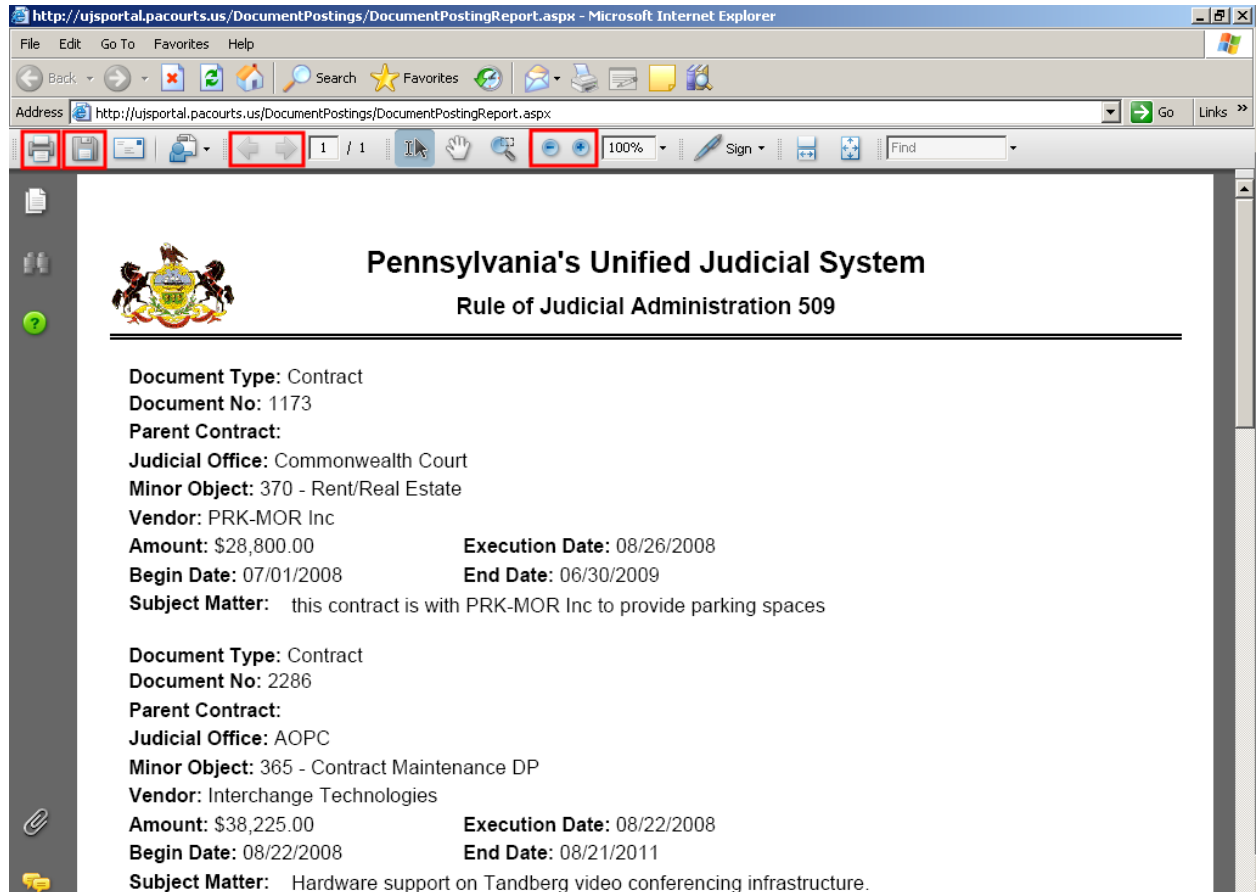 http://ujsportal.pacourts.us/DocumentPostings/DocumentPostingReport.aspx - Microsoft Internet Explorer
File Edit Go To Favorites Help
Back Search Favorites
Address http://ujsportal.pacourts.us/DocumentPostings/DocumentPostingReport.aspx Go Links »
1 / 1 100% Sign Find
Pennsylvania's Unified Judicial System
Rule of Judicial Administration 509
Document Type: Contract
Document No: 1173
Parent Contract:
Judicial Office: Commonwealth Court
Minor Object: 370 - Rent/Real Estate
Vendor: PRK-MOR Inc
Amount: $28,800.00 Execution Date: 08/26/2008
Begin Date: 07/01/2008 End Date: 06/30/2009
Subject Matter: this contract is with PRK-MOR Inc to provide parking spaces
Document Type: Contract
Document No: 2286
Parent Contract:
Judicial Office: AOPC
Minor Object: 365 - Contract Maintenance DP
Vendor: Interchange Technologies
Amount: $38,225.00 Execution Date: 08/22/2008
Begin Date: 08/22/2008 End Date: 08/21/2011
Subject Matter: Hardware support on Tandberg video conferencing infrastructure.